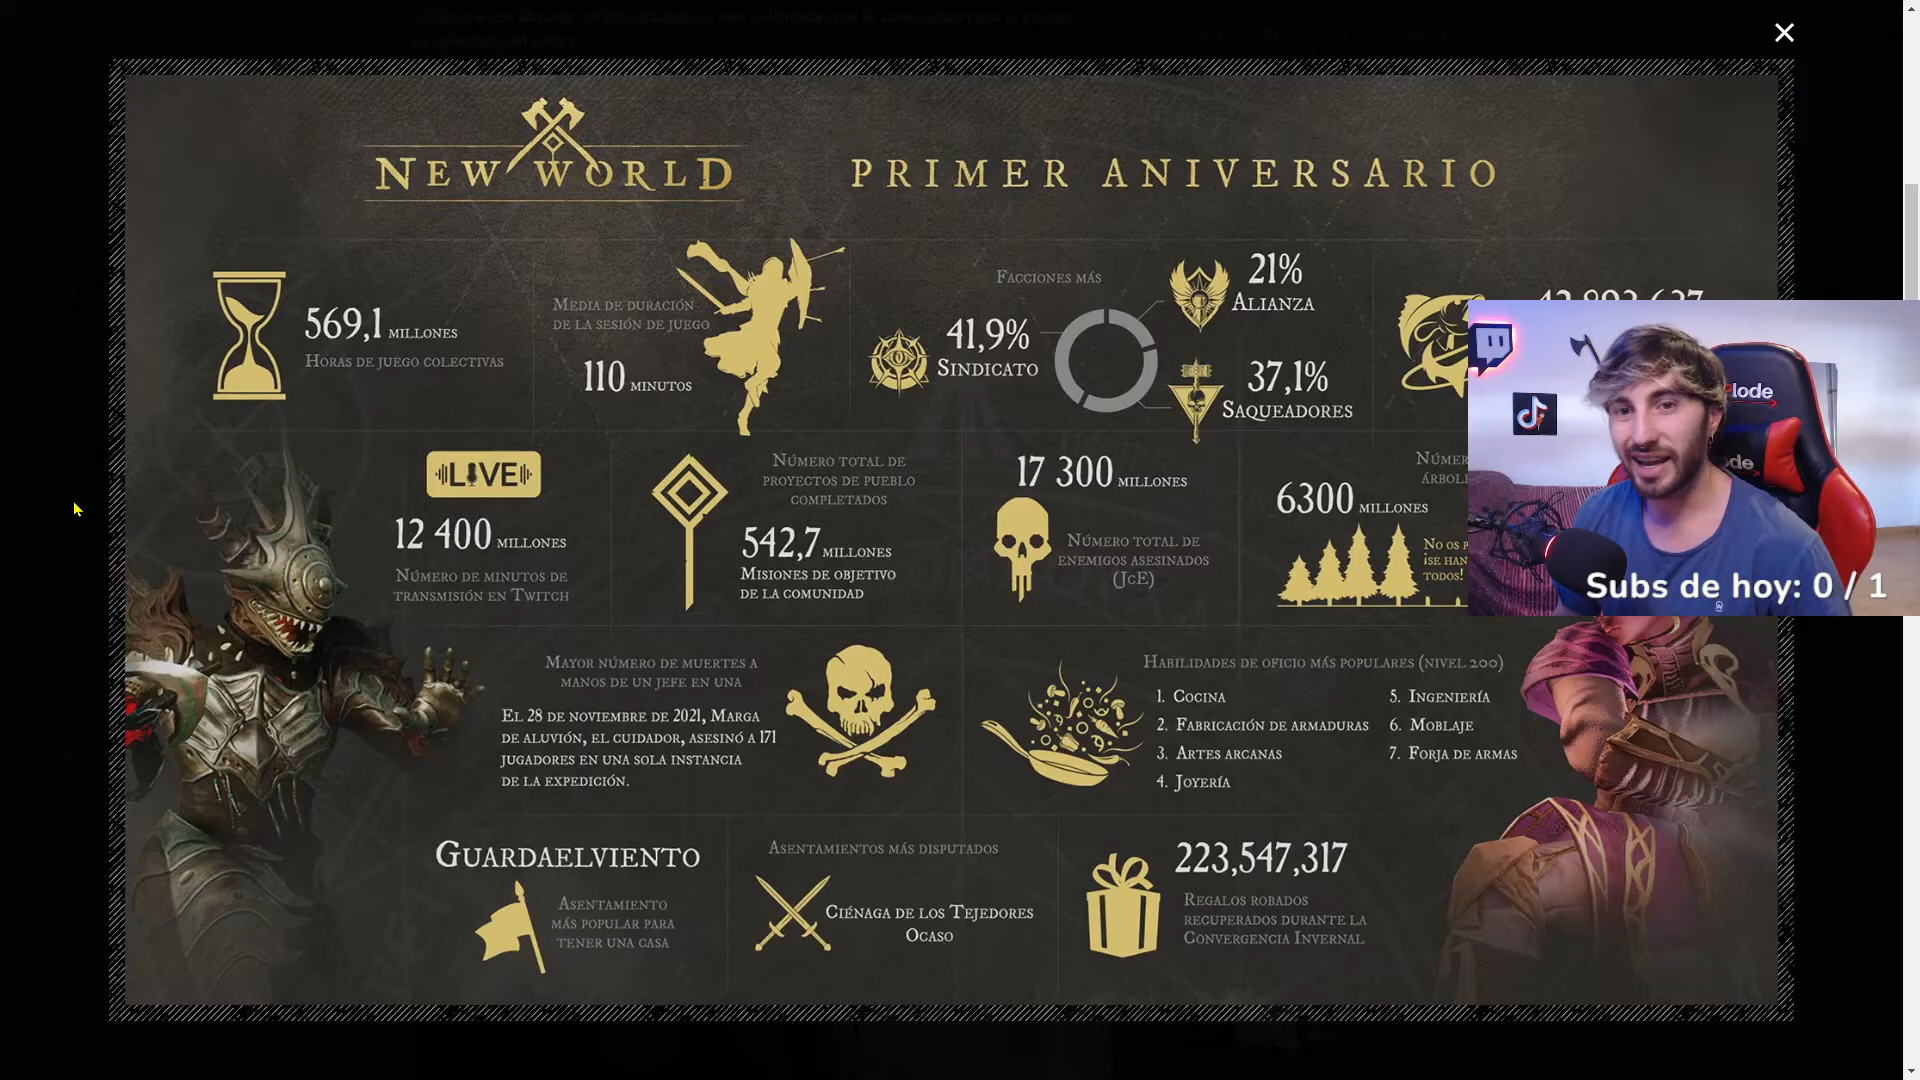 NEW WORLD
PRIMER ANIVERSARIO
569,1 MILLONES
HORAS DE JUEGO COLECTIVAS
MEDIA DE DURACIÓN
DE LA SESIÓN DE JUEGO
110 MINUTOS
FACCIONES MÁS
41,9%
SINDICATO
21%
ALIANZA
37,1%
SAQUEADORES
LIVE
12 400 MILLONES
NÚMERO DE MINUTOS DE
TRANSMISIÓN EN TWITCH
NÚMERO TOTAL DE
PROYECTOS DE PUEBLO
COMPLETADOS
542,7 MILLONES
MISIONES DE OBJETIVO
DE LA COMUNIDAD
17 300 MILLONES
NÚMERO TOTAL DE
ENEMIGOS ASESINADOS
(JCE)
6300 MILLONES
NO OS
¡SE HAN
TODOS!
lode
Subs de hoy: 0 / 1
MAYOR NÚMERO DE MUERTES A
MANOS DE UN JEFE EN UNA
EL 28 DE NOVIEMBRE DE 2021, MARGA
DE ALUVIÓN, EL CUIDADOR, ASESINÓ A 171
JUGADORES EN UNA SOLA INSTANCIA
DE LA EXPEDICIÓN.
HABILIDADES DE OFICIO MÁS POPULARES (NIVEL 200)
1. COCINA
2. FABRICACIÓN DE ARMADURAS
3. ARTES ARCANAS
4. JOYERÍA
5. INGENIERÍA
6. MOBLAJE
7. FORJA DE ARMAS
GUARDAELVIENTO
ASENTAMIENTO
MÁS POPULAR PARA
TENER UNA CASA
ASENTAMIENTOS MÁS DISPUTADOS
CIÉNAGA DE LOS TEJEDORES
OCASO
223,547,317
REGALOS ROBADOS
RECUPERADOS DURANTE LA
CONVERGENCIA INVERNAL